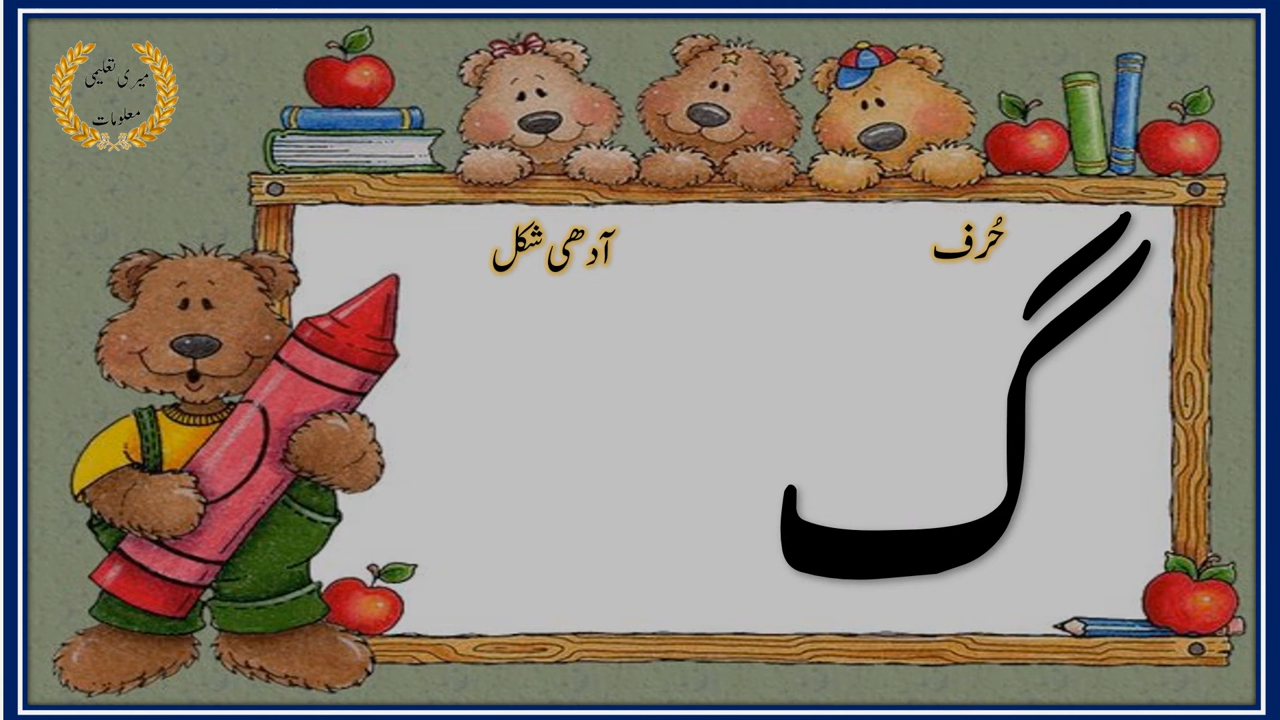 میری تعلیمی
معلومات
حُرف
آدھی شکل
گ